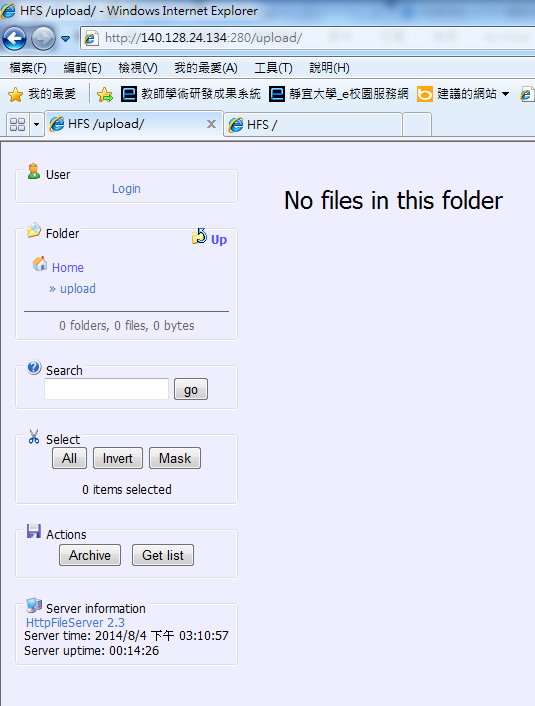 HFS /upload/ - Windows Internet Explorer
http://140.128.24.134:280/upload/
檔案(F) 編輯(E) 檢視(V) 我的最愛(A) 工具(T) 說明(H)
我的最愛 教師學術研發成果系統 靜宜大學_e校園服務網 建議的網站
HFS /upload/ HFS /
User
Login
No files in this folder
Folder
Up
Home
» upload
0 folders, 0 files, 0 bytes
Search
go
Select
All Invert Mask
0 items selected
Actions
Archive Get list
Server information
HttpFileServer 2.3
Server time: 2014/8/4 下午 03:10:57
Server uptime: 00:14:26